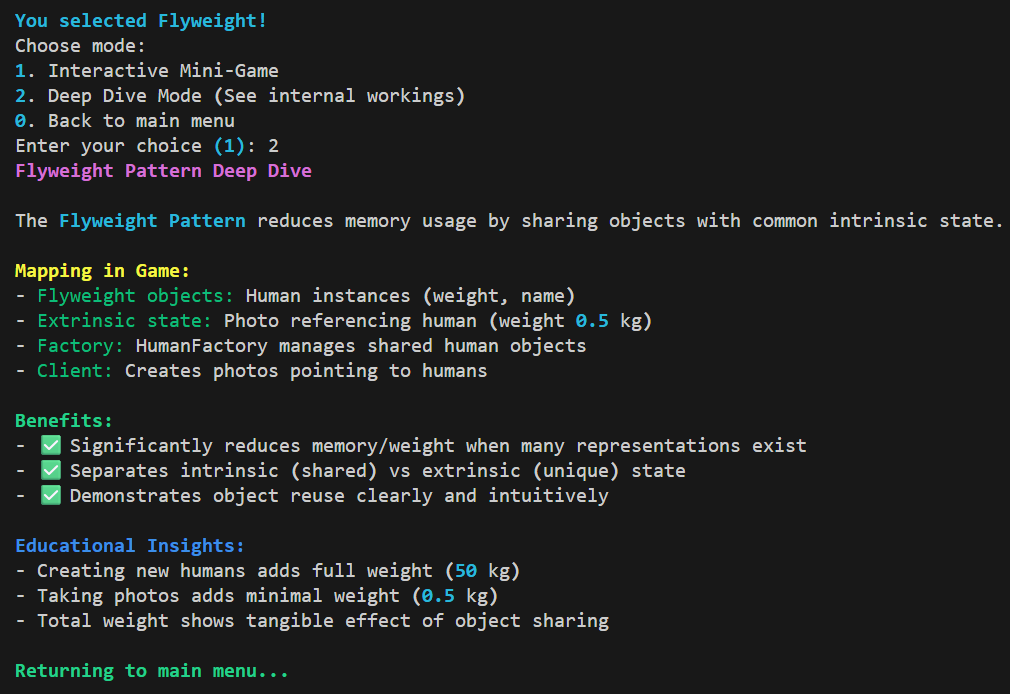 You selected Flyweight!
Choose mode:
1. Interactive Mini-Game
2. Deep Dive Mode (See internal workings)
0. Back to main menu
Enter your choice (1): 2
Flyweight Pattern Deep Dive
The Flyweight Pattern reduces memory usage by sharing objects with common intrinsic state.
Mapping in Game:
- Flyweight objects: Human instances (weight, name)
- Extrinsic state: Photo referencing human (weight 0.5 kg)
- Factory: HumanFactory manages shared human objects
- Client: Creates photos pointing to humans
Benefits:
- ✅ Significantly reduces memory/weight when many representations exist
- ✅ Separates intrinsic (shared) vs extrinsic (unique) state
- ✅ Demonstrates object reuse clearly and intuitively
Educational Insights:
- Creating new humans adds full weight (50 kg)
- Taking photos adds minimal weight (0.5 kg)
- Total weight shows tangible effect of object sharing
Returning to main menu...